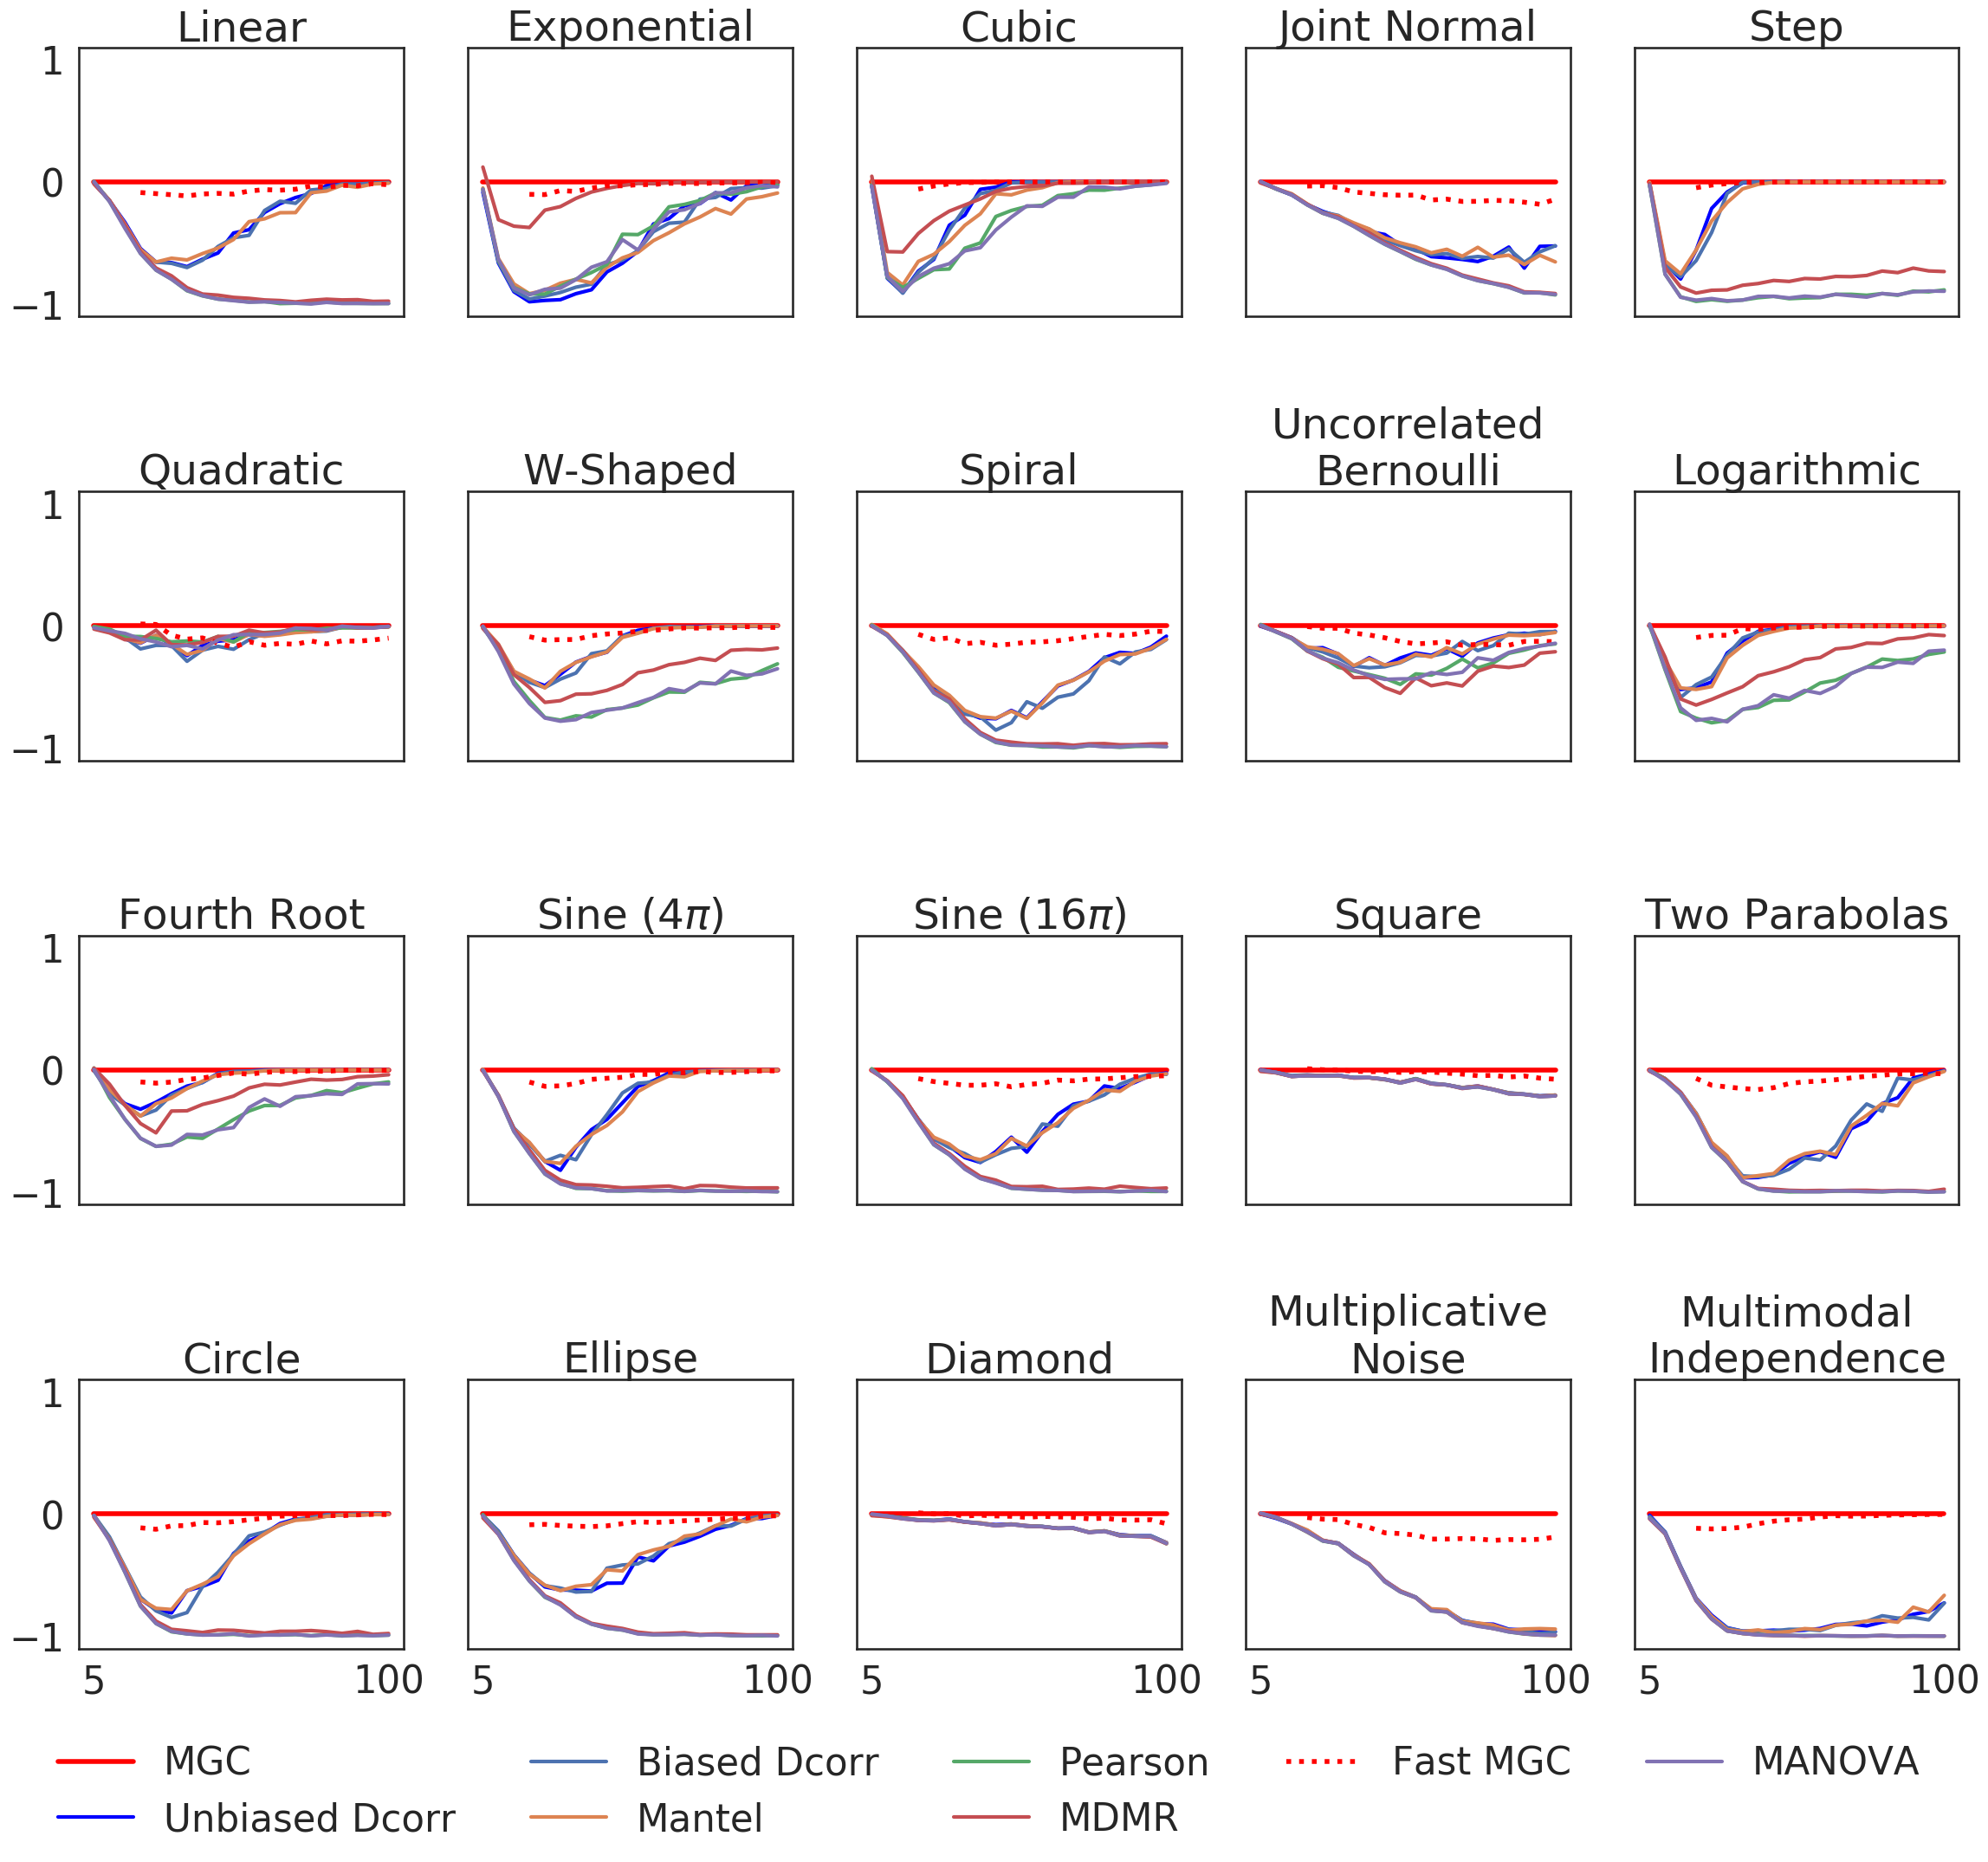 Linear Exponential Cubic Joint Normal Step
1
0
−1
Uncorrelated
Quadratic W-Shaped Spiral Bernoulli Logarithmic
1
0
−1
Fourth Root Sine (4π) Sine (16π) Square Two Parabolas
1
0
−1
Multiplicative Multimodal
Circle Ellipse Diamond Noise Independence
1
0
−1
5 100 5 100 5 100 5 100 5 100
MGC Biased Dcorr Pearson Fast MGC MANOVA
Unbiased Dcorr Mantel MDMR